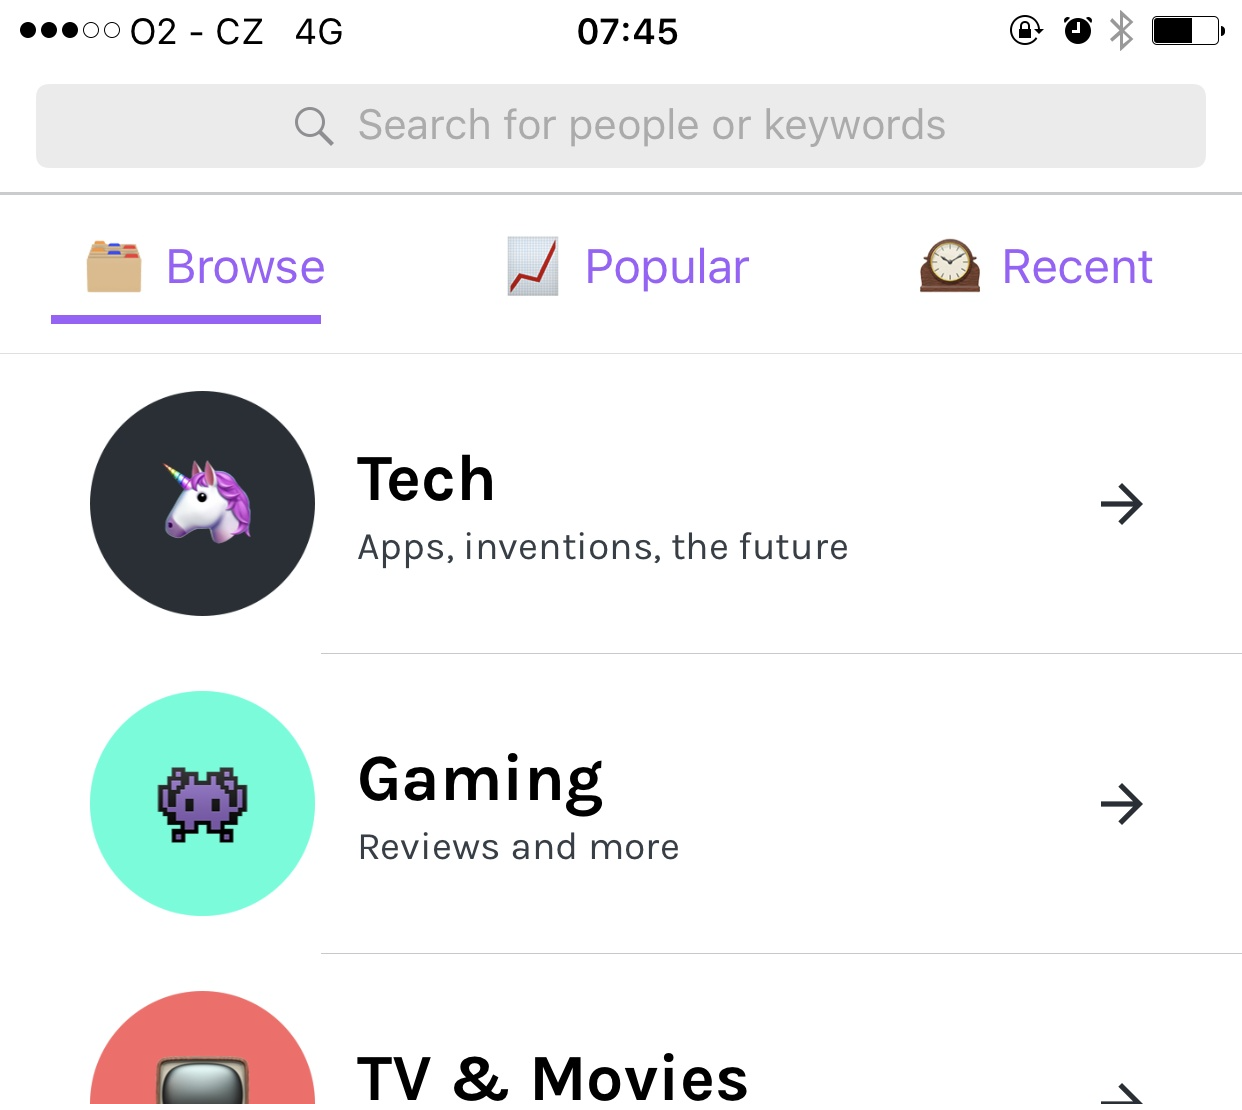 O2 - CZ 4G 07:45
Search for people or keywords
Browse Popular Recent
Tech
Apps, inventions, the future
Gaming
Reviews and more
TV & Movies